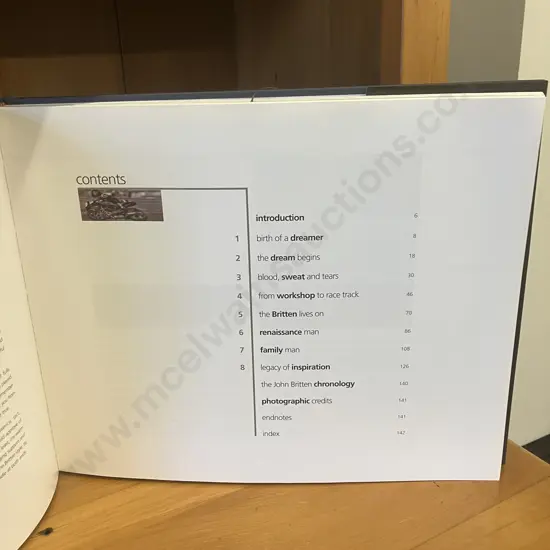 contents
introduction 6
1 birth of a dreamer 8
2 the dream begins 18
3 blood, sweat and tears 30
4 from workshop to race track 46
5 the Britten lives on 70
6 renaissance man 86
7 family man 108
8 legacy of inspiration 126
the John Britten chronology 140
photographic credits 141
endnotes 141
index 142
www.mcelwainsauctions.co